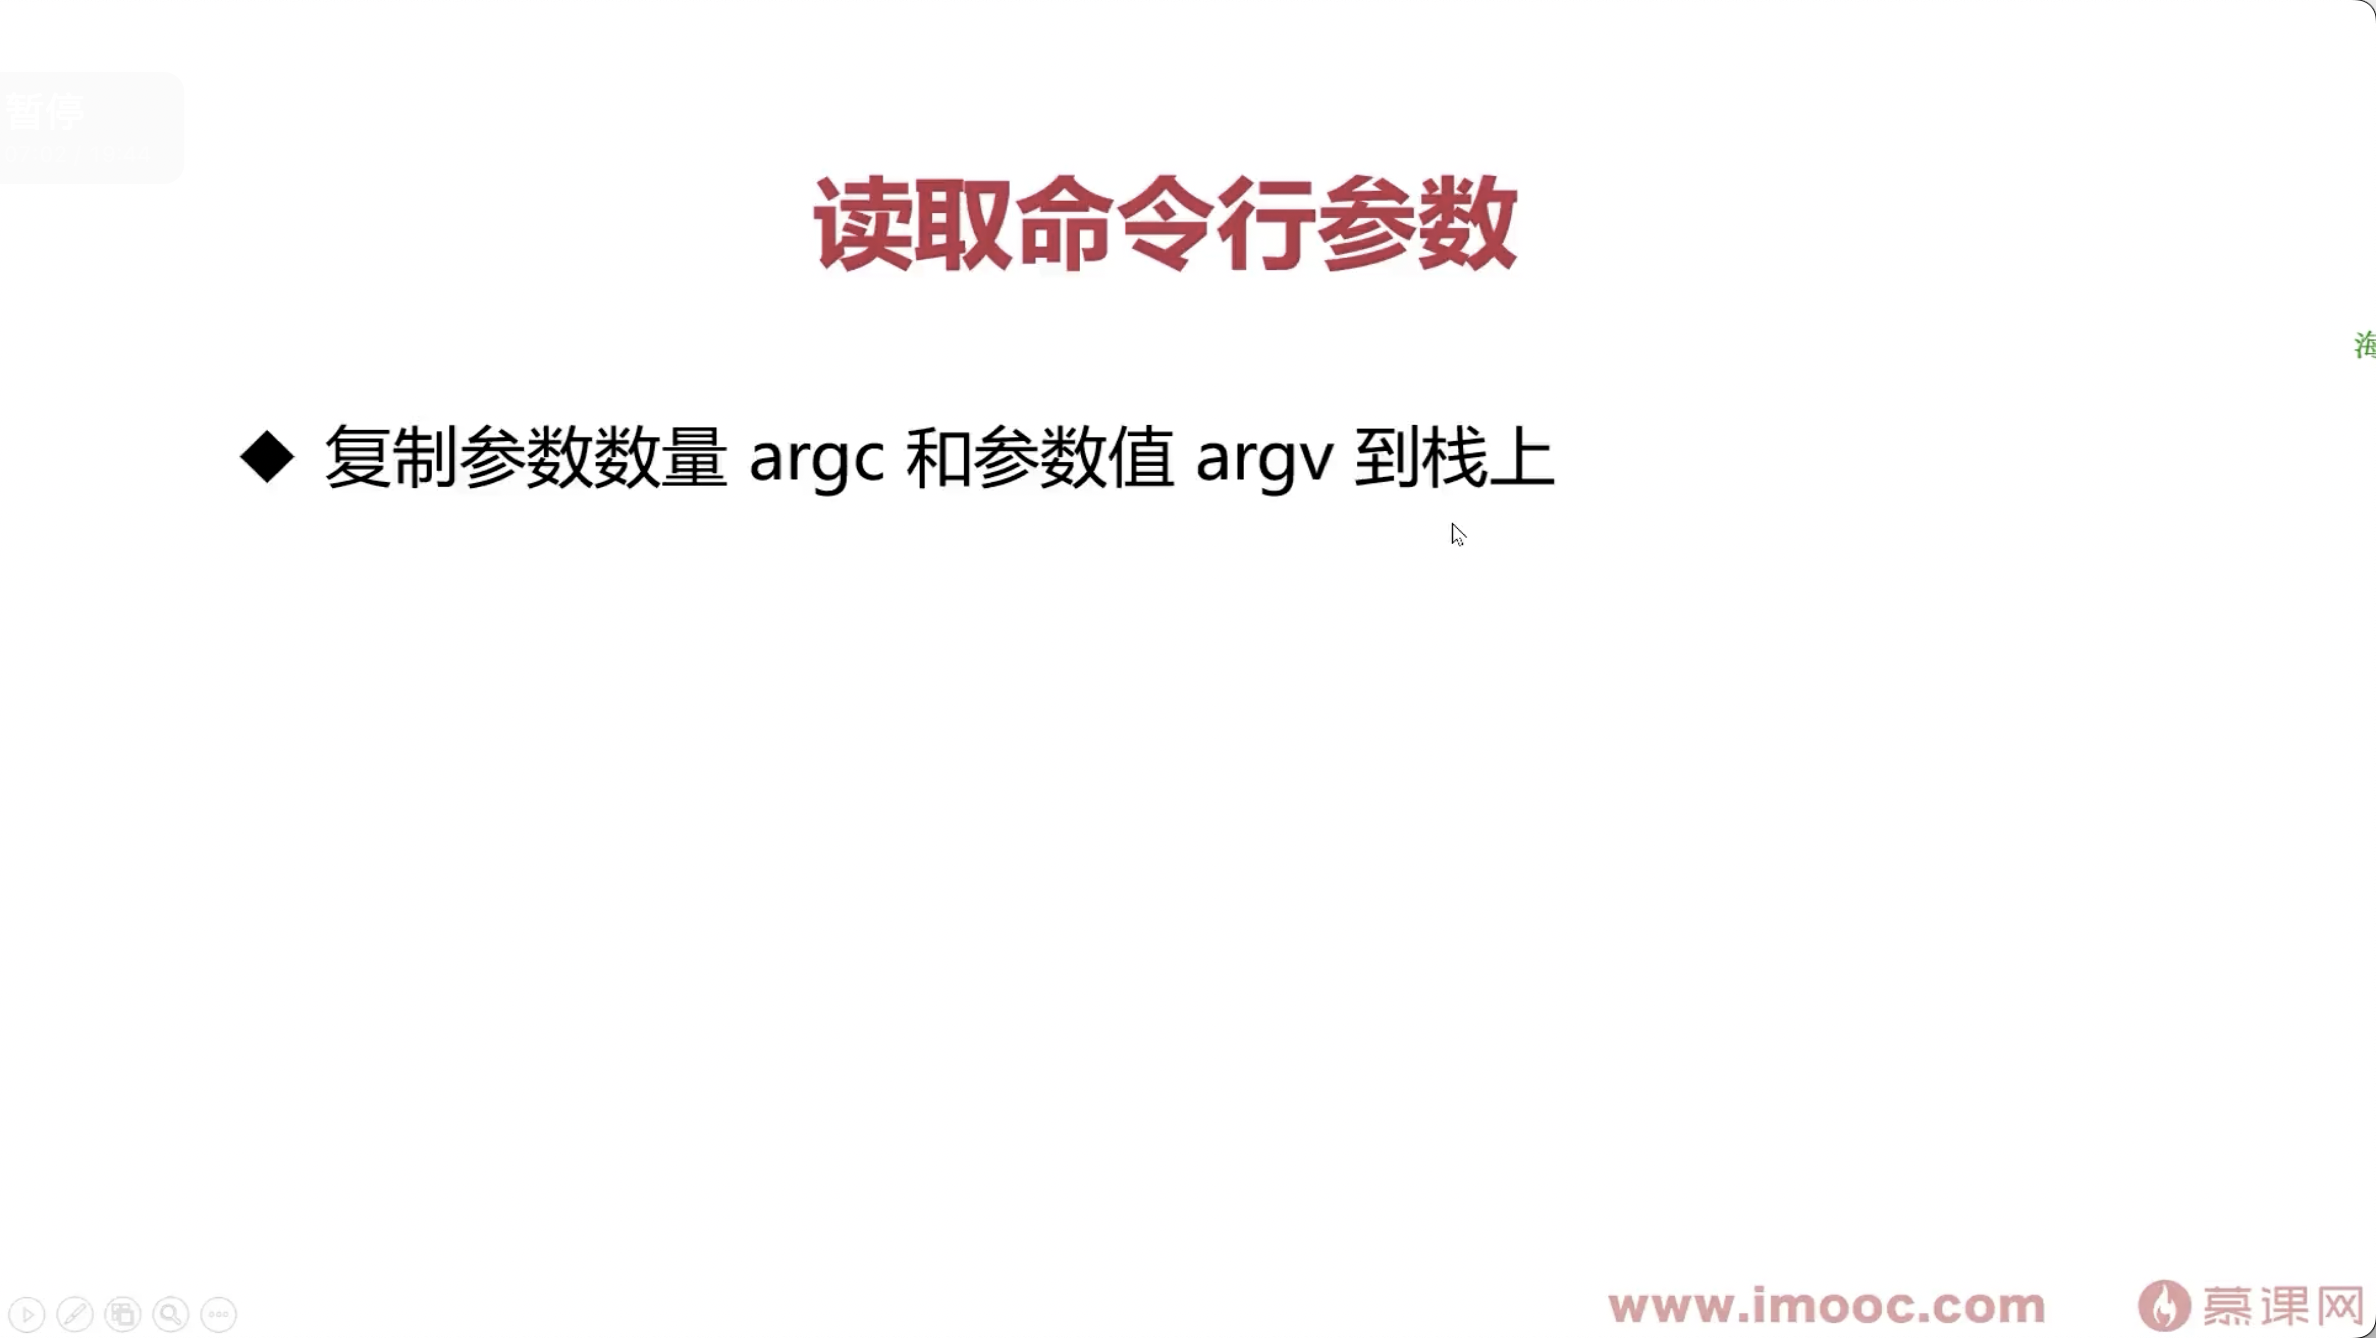 暂停
读取命令行参数
海
◆ 复制参数数量 argc 和参数值 argv 到栈上
www.imooc.com 慕课网